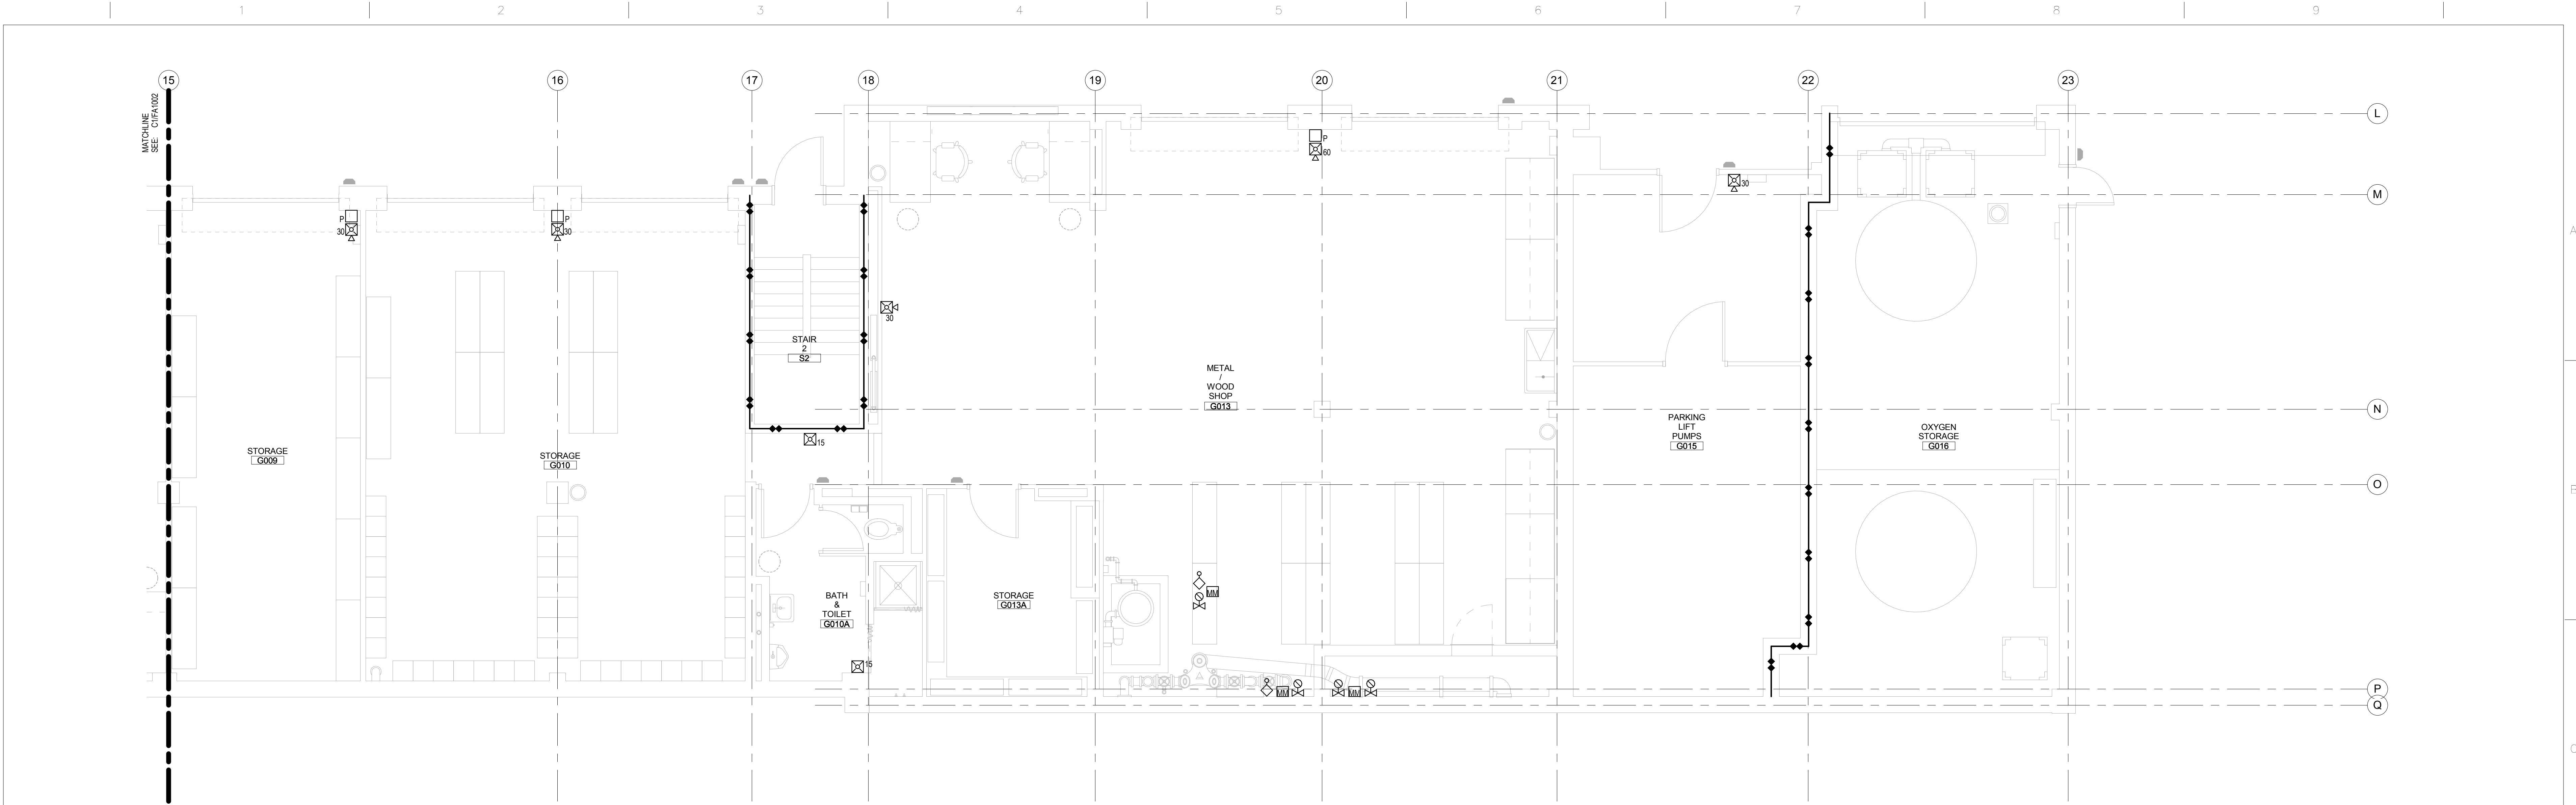 1 2 3 4 5 6 7 8 9
15 16 17 18 19 20 21 22 23
MATCHLINE
SEE: C1/FA1002
L
P
60
30
M
P
30
P
30
A
30
STAIR
2
S2
METAL
/
WOOD
SHOP
G013
N
PARKING
LIFT
PUMPS
G015
OXYGEN
STORAGE
G016
15
STORAGE
G009
STORAGE
G010
O
B
BATH
&
TOILET
G010A
STORAGE
G013A
MM
15
MM
MM
P
Q
C